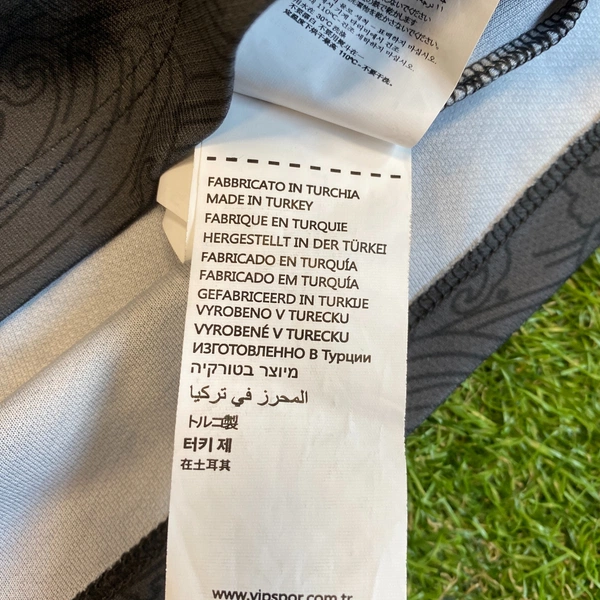 110°C
FABBRICATO IN TURCHIA
MADE IN TURKEY
FABRIQUE EN TURQUIE
HERGESTELLT IN DER TÜRKEI
FABRICADO EN TURQUÍA
FABRICADO EM TURQUÍA
GEFABRICEERD IN TURKIJE
VYROBENO V TURECKU
VYROBENÉ V TURECKU
ИЗГОТОВЛЕННО В Турции
מיוצר בטורקיה
المحرز في تركيا
トルコ製
터키 제
在土耳其
www.vipspor.com.tr